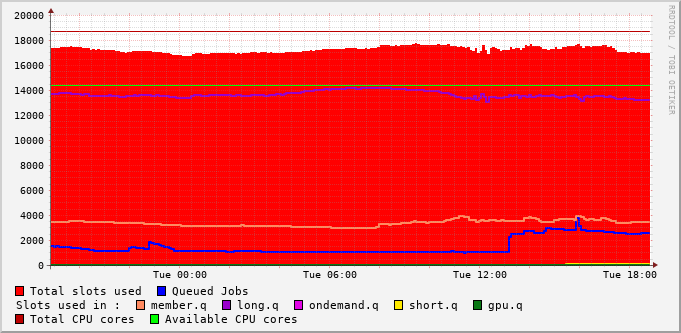 RRDTOOL / TOBI OETIKER
20000
18000
16000
14000
12000
10000
8000
6000
4000
2000
0
Tue 00:00 Tue 06:00 Tue 12:00 Tue 18:00
Total slots used Queued Jobs
Slots used in : member.q long.q ondemand.q short.q gpu.q
Total CPU cores Available CPU cores